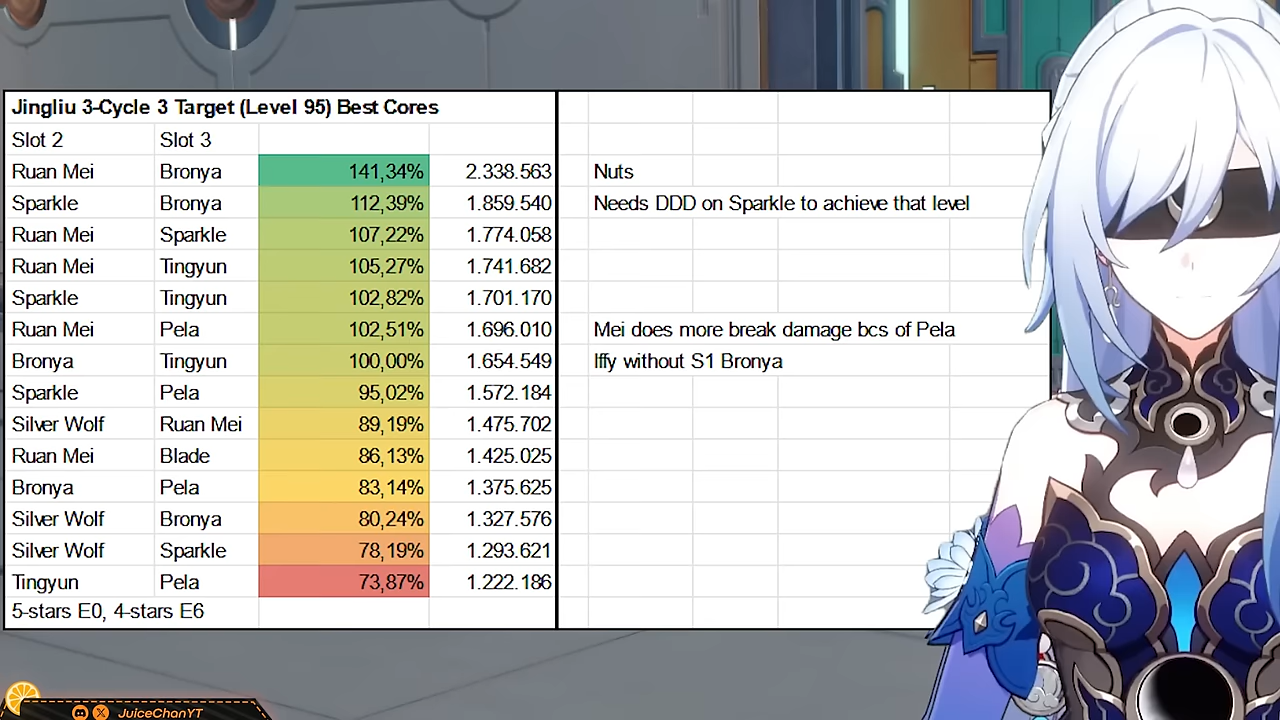 Jingliu 3-Cycle 3 Target (Level 95) Best Cores
Slot 2 Slot 3
Ruan Mei Bronya 141,34% 2.338.563 Nuts
Sparkle Bronya 112,39% 1.859.540 Needs DDD on Sparkle to achieve that level
Ruan Mei Sparkle 107,22% 1.774.058
Ruan Mei Tingyun 105,27% 1.741.682
Sparkle Tingyun 102,82% 1.701.170
Ruan Mei Pela 102,51% 1.696.010 Mei does more break damage bcs of Pela
Bronya Tingyun 100,00% 1.654.549 Iffy without S1 Bronya
Sparkle Pela 95,02% 1.572.184
Silver Wolf Ruan Mei 89,19% 1.475.702
Ruan Mei Blade 86,13% 1.425.025
Bronya Pela 83,14% 1.375.625
Silver Wolf Bronya 80,24% 1.327.576
Silver Wolf Sparkle 78,19% 1.293.621
Tingyun Pela 73,87% 1.222.186
5-stars E0, 4-stars E6
JuiceChanYT